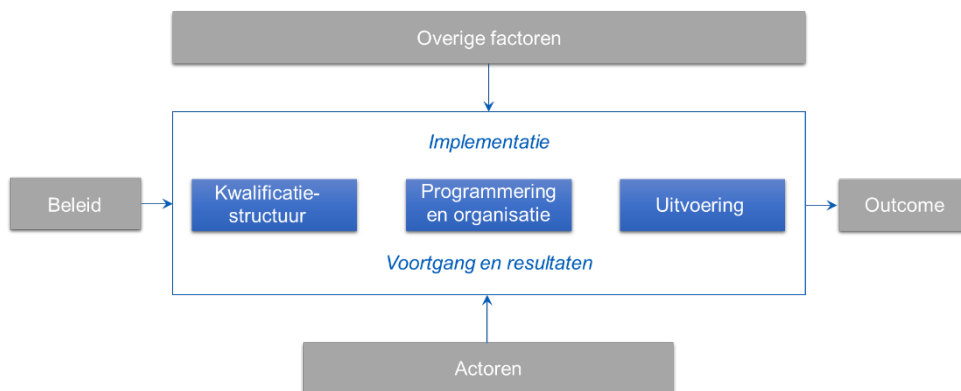 Overige factoren
Implementatie
Beleid
Kwalificatie-
structuur
Programmering
en organisatie
Uitvoering
Outcome
Voortgang en resultaten
Actoren